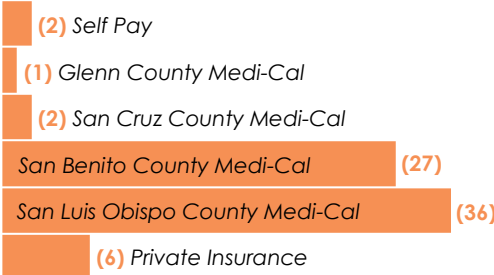 (2) Self Pay
(1) Glenn County Medi-Cal
(2) San Cruz County Medi-Cal
San Benito County Medi-Cal (27)
San Luis Obispo County Medi-Cal (36)
(6) Private Insurance